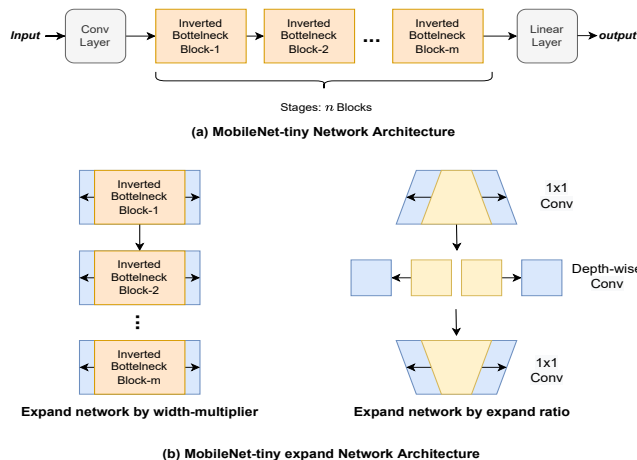 Input
Conv
Layer
Inverted
Bottelneck
Block-1
Inverted
Bottelneck
Block-2
...
Inverted
Bottelneck
Block-m
Linear
Layer
output
Stages: n Blocks
(a) MobileNet-tiny Network Architecture
Inverted
Bottelneck
Block-1
Inverted
Bottelneck
Block-2
...
Inverted
Bottelneck
Block-m
Expand network by width-multiplier
1x1
Conv
Depth-wise
Conv
1x1
Conv
Expand network by expand ratio
(b) MobileNet-tiny expand Network Architecture